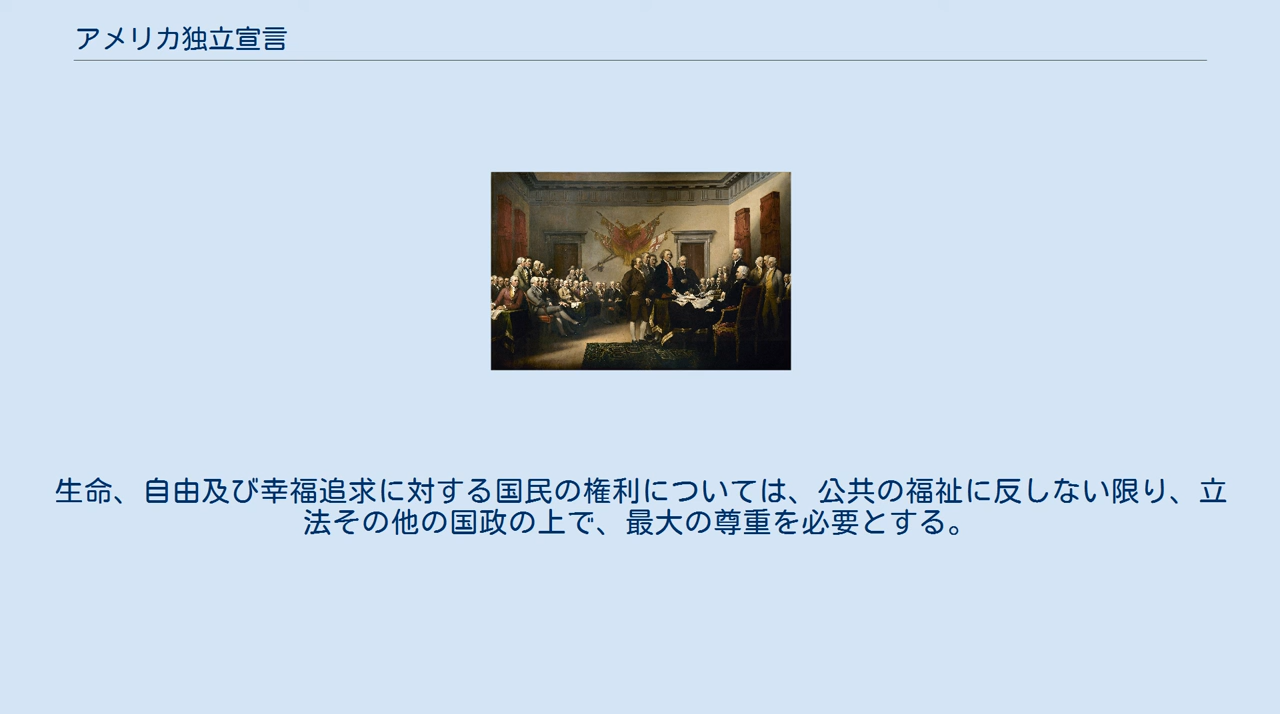 アメリカ独立宣言
生命、自由及び幸福追求に対する国民の権利については、公共の福祉に反しない限り、立
法その他の国政の上で、最大の尊重を必要とする。